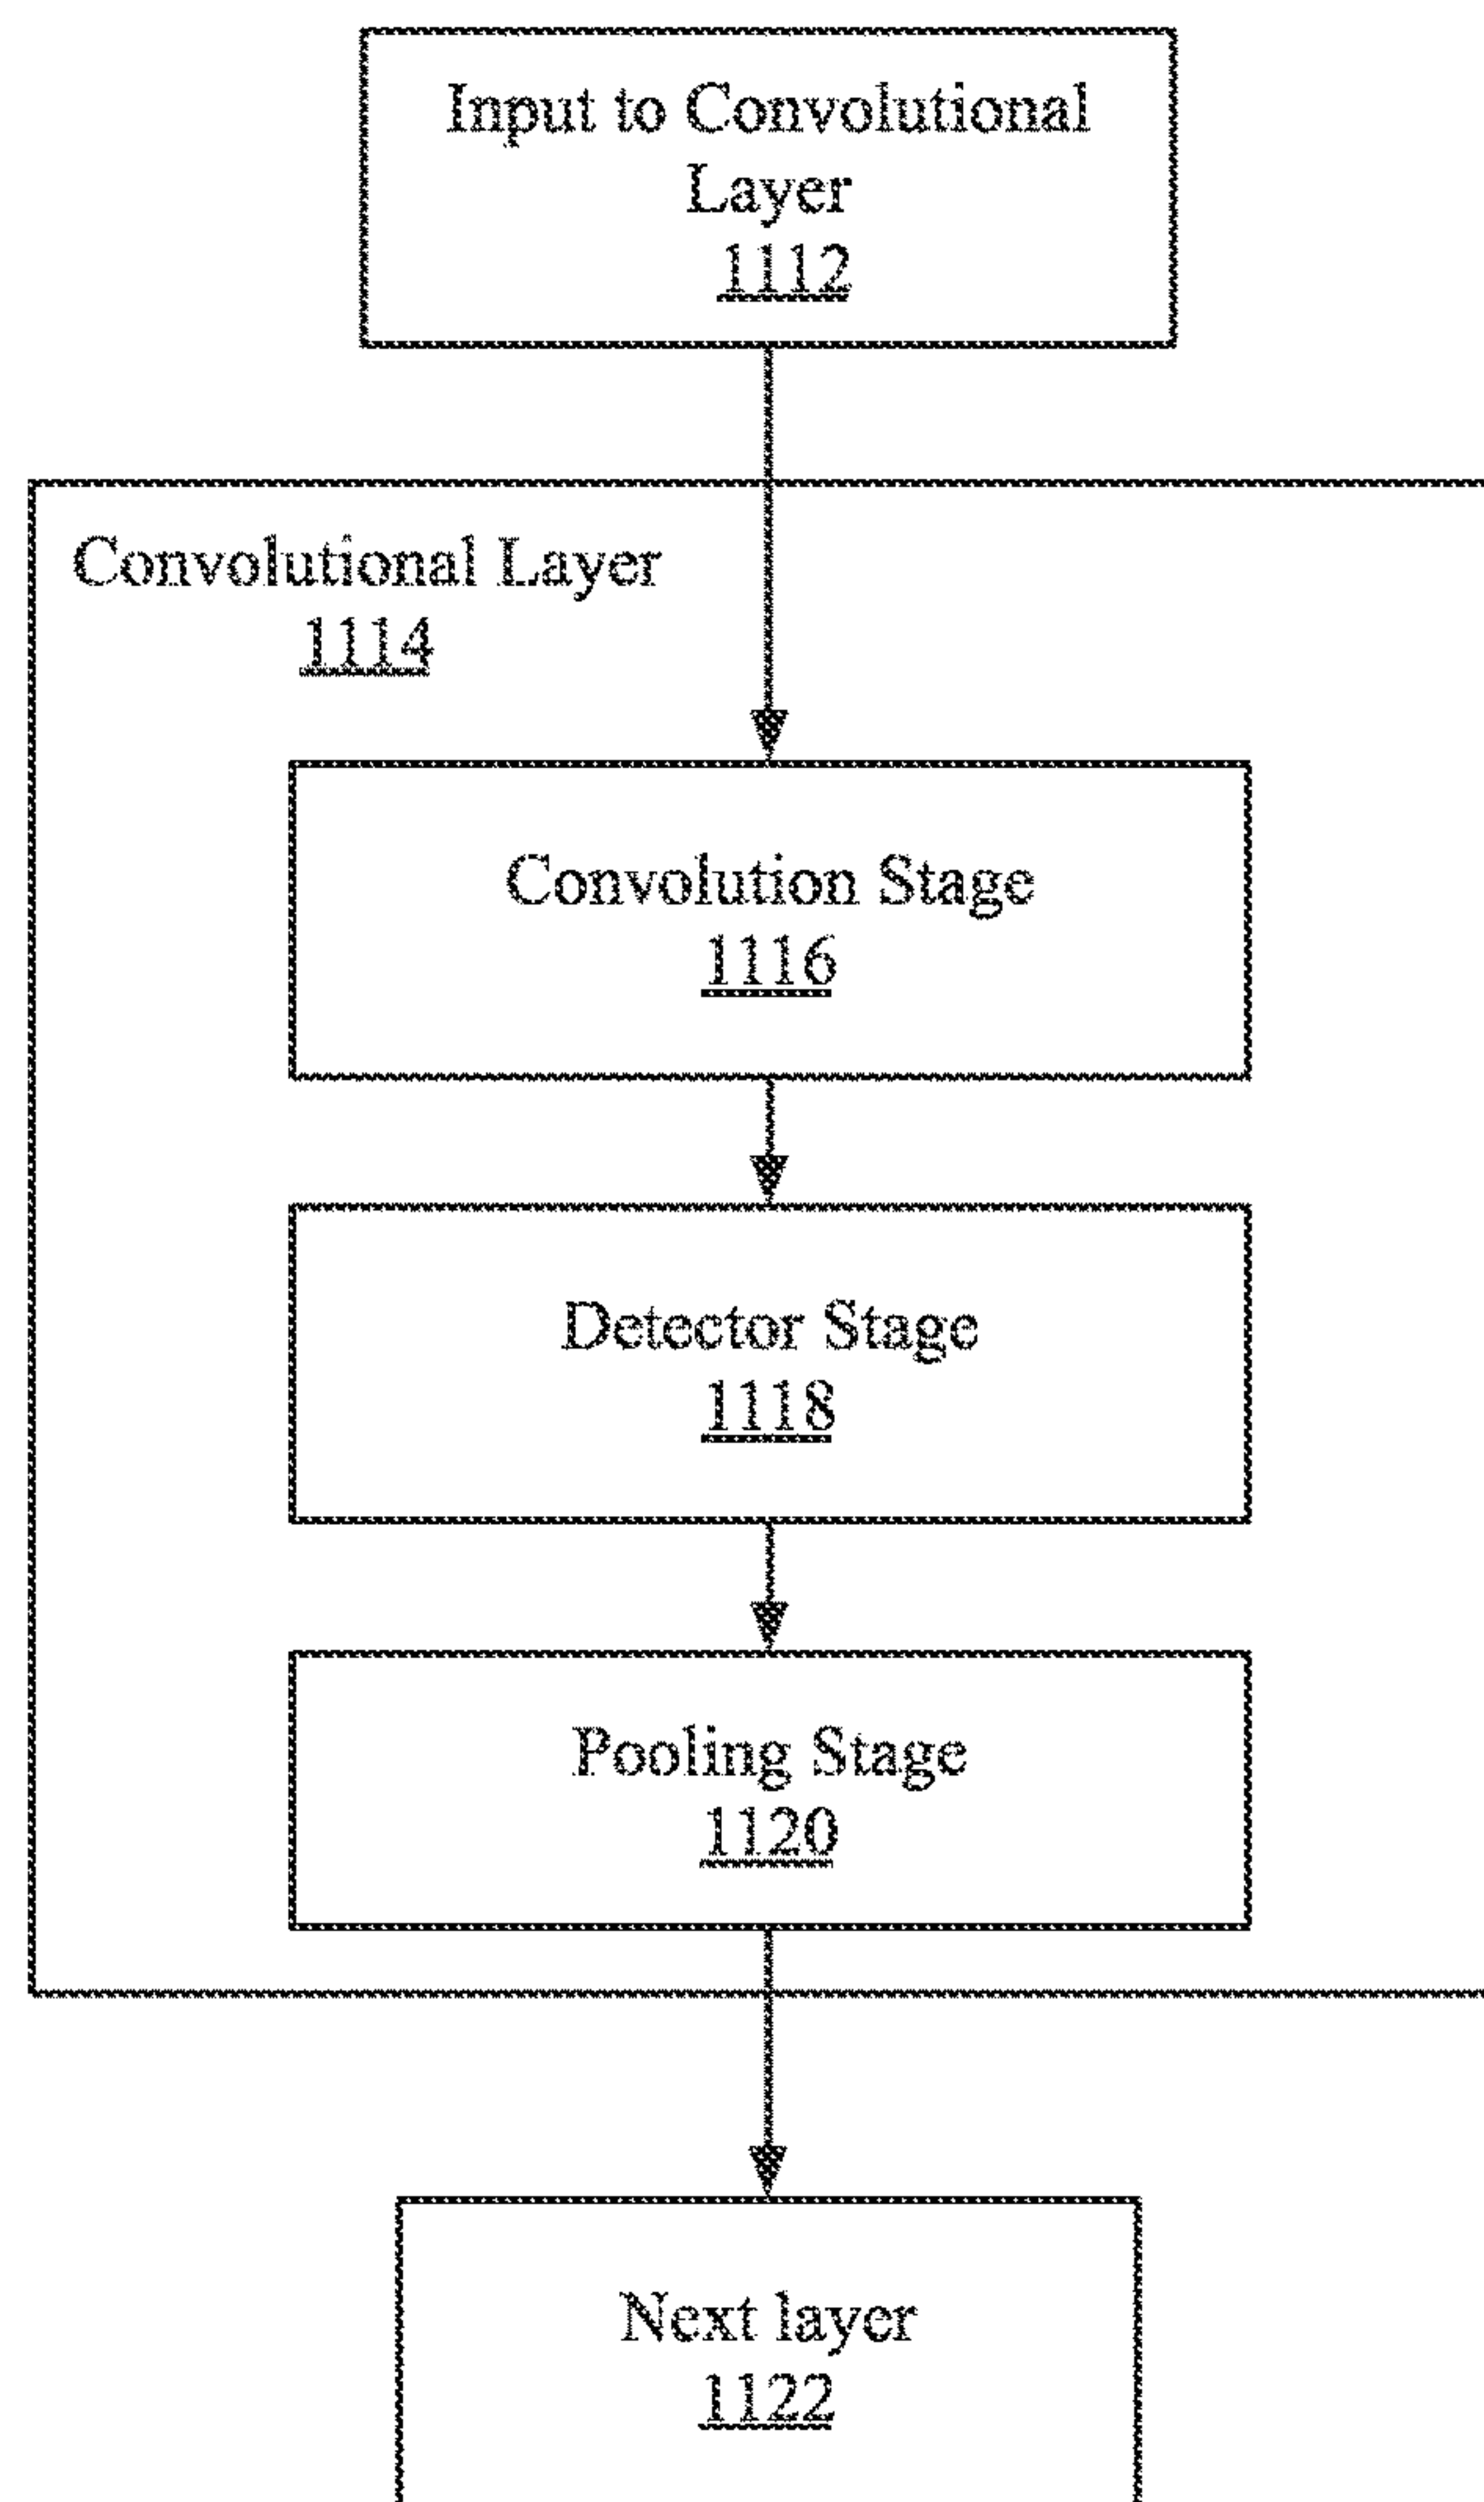 Input to Convolutional
Layer
1112
Convolutional Layer
1114
Convolution Stage
1116
Detector Stage
1118
Pooling Stage
1120
Next layer
1122